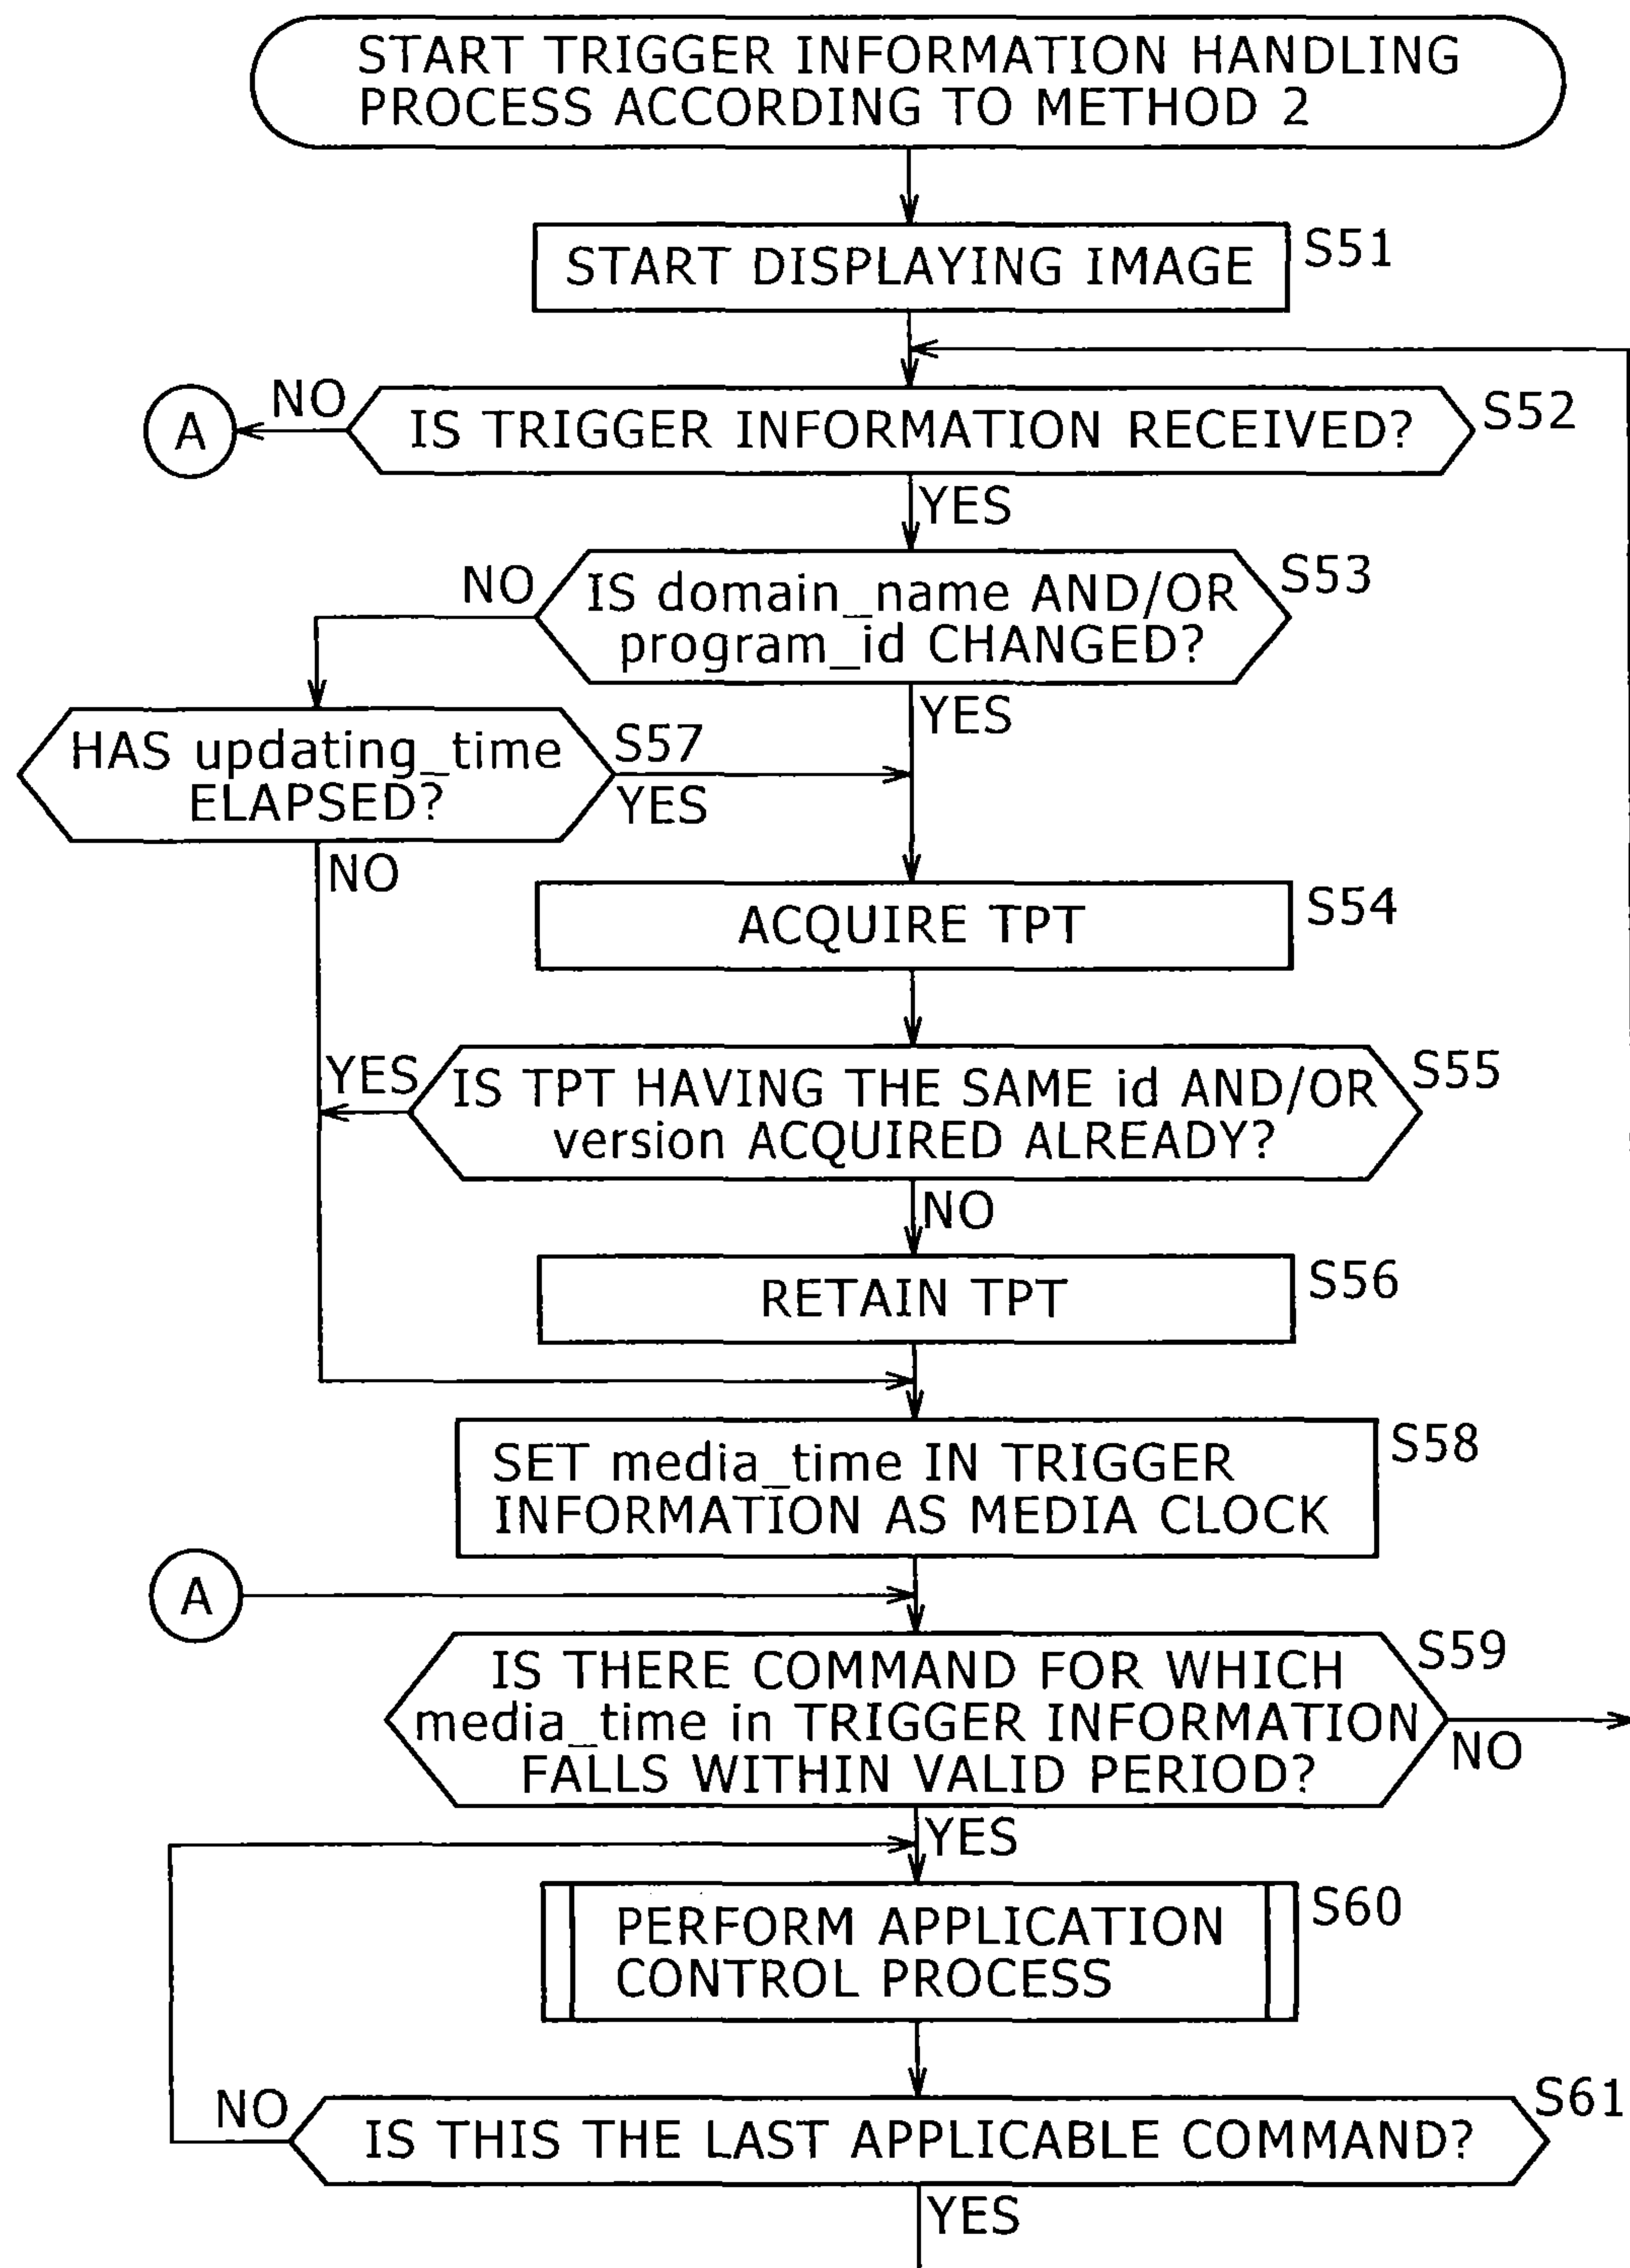 START TRIGGER INFORMATION HANDLING
PROCESS ACCORDING TO METHOD 2
START DISPLAYING IMAGE
S51
A
NO
IS TRIGGER INFORMATION RECEIVED?
S52
YES
NO
IS domain_name AND/OR
program_id CHANGED?
S53
YES
HAS updating_time
ELAPSED?
S57
YES
NO
ACQUIRE TPT
S54
YES
IS TPT HAVING THE SAME id AND/OR
version ACQUIRED ALREADY?
S55
NO
RETAIN TPT
S56
SET media_time IN TRIGGER
INFORMATION AS MEDIA CLOCK
S58
A
IS THERE COMMAND FOR WHICH
media_time in TRIGGER INFORMATION
FALLS WITHIN VALID PERIOD?
S59
NO
YES
PERFORM APPLICATION
CONTROL PROCESS
S60
NO
IS THIS THE LAST APPLICABLE COMMAND?
S61
YES